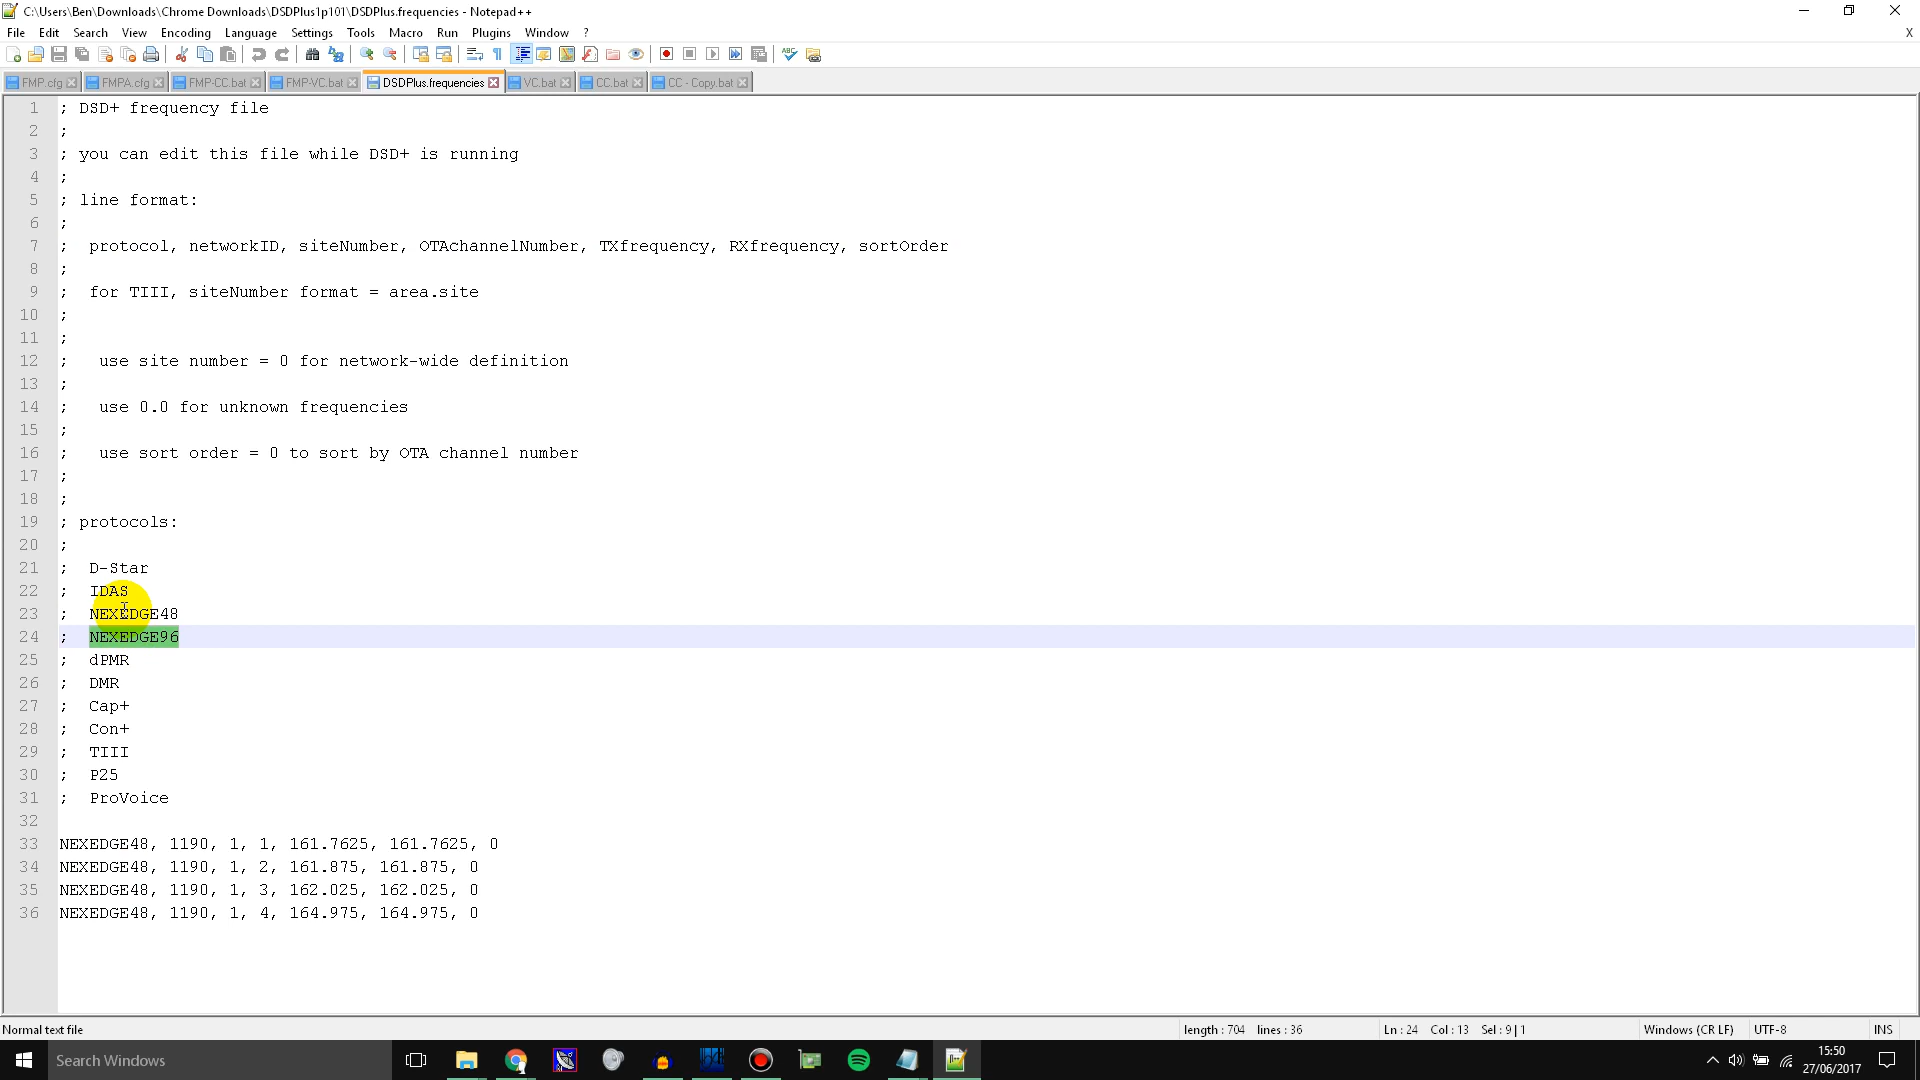 C:\Users\Ben\Downloads\Chrome Downloads\DSDPlus1p101\DSDPlus.frequencies - Notepad++
File Edit Search View Encoding Language Settings Tools Macro Run Plugins Window ? X
FMP.cfg FMPA.cfg FMP-CC.bat FMP-VC.bat DSDPlus.frequencies VC.bat CC.bat CC - Copy.bat
1 ; DSD+ frequency file
2 ;
3 ; you can edit this file while DSD+ is running
4 ;
5 ; line format:
6 ;
7 ; protocol, networkID, siteNumber, OTAchannelNumber, TXfrequency, RXfrequency, sortOrder
8 ;
9 ; for TIII, siteNumber format = area.site
10 ;
11 ;
12 ; use site number = 0 for network-wide definition
13 ;
14 ; use 0.0 for unknown frequencies
15 ;
16 ; use sort order = 0 to sort by OTA channel number
17 ;
18 ;
19 ; protocols:
20 ;
21 ; D-Star
22 ; IDAS
23 ; NEXEDGE48
24 ; NEXEDGE96
25 ; dPMR
26 ; DMR
27 ; Cap+
28 ; Con+
29 ; TIII
30 ; P25
31 ; ProVoice
32
33 NEXEDGE48, 1190, 1, 1, 161.7625, 161.7625, 0
34 NEXEDGE48, 1190, 1, 2, 161.875, 161.875, 0
35 NEXEDGE48, 1190, 1, 3, 162.025, 162.025, 0
36 NEXEDGE48, 1190, 1, 4, 164.975, 164.975, 0
Normal text file length : 704 lines : 36 Ln : 24 Col : 13 Sel : 9 | 1 Windows (CR LF) UTF-8 INS
Search Windows
15:50
27/06/2017